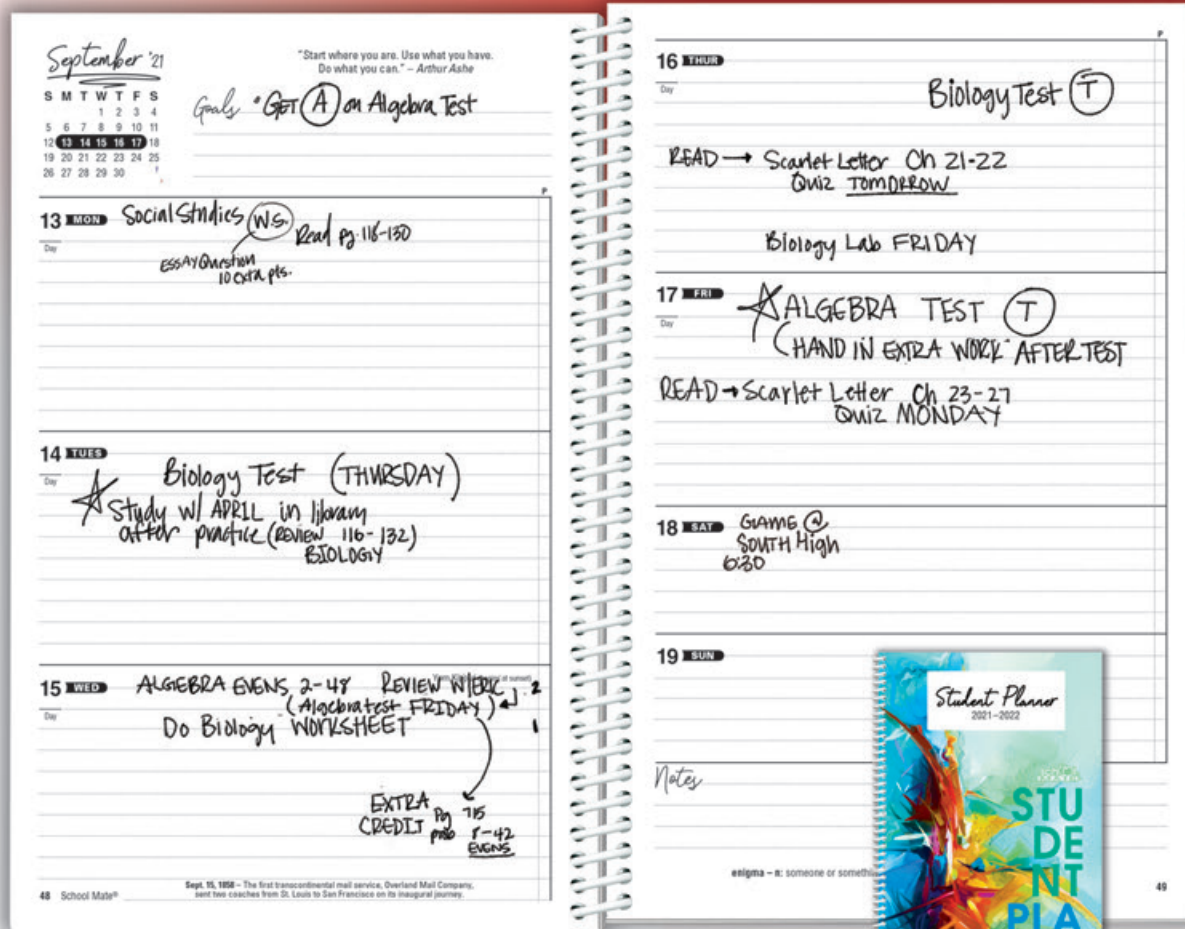 September '21
S M T W T F S
1 2 3 4
5 6 7 8 9 10 11
12 13 14 15 16 17 18
19 20 21 22 23 24 25
26 27 28 29 30
"Start where you are. Use what you have.
Do what you can." – Arthur Ashe
Goals • GET A on Algebra Test
P
13 MON Social Studies W.S. Read pg. 116-130
Day
ESSAY Question
10 extra pts.
14 TUES
Day
Biology Test (THURSDAY)
Study W/ APRIL in library
after practice (REVIEW 116-132)
BIOLOGY
15 WED ALGEBRA EVENS 2-48 REVIEW W/ERIC 2
Day
(Algebra test FRIDAY)
Do Biology WORKSHEET 1
EXTRA
CREDIT Pg 715
prob 8-42
EVENS
Sept. 15, 1858 – The first transcontinental mail service, Overland Mail Company,
sent two coaches from St. Louis to San Francisco on its inaugural journey.
48 School Mate®
P
16 THUR
Day
Biology Test T
READ → Scarlet Letter Ch 21-22
Quiz TOMORROW
Biology Lab FRIDAY
17 FRI
Day
ALGEBRA TEST T
(HAND IN EXTRA WORK AFTER TEST
READ → Scarlet Letter Ch 23-27
Quiz MONDAY
18 SAT GAME @
SOUTH High
6:30
19 SUN
Notes
enigma – n: someone or
49
Student Planner
2021–2022
STU
DE
NT
PLA